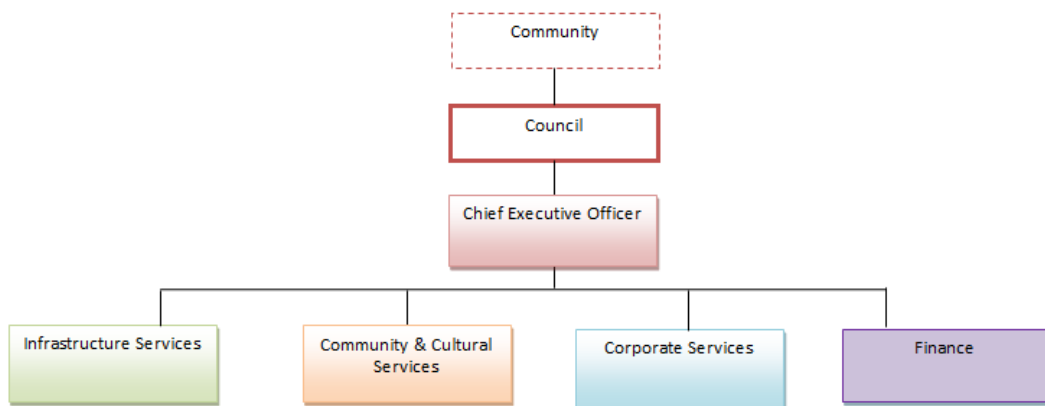 Community
Council
Chief Executive Officer
Infrastructure Services
Community & Cultural
Services
Corporate Services
Finance